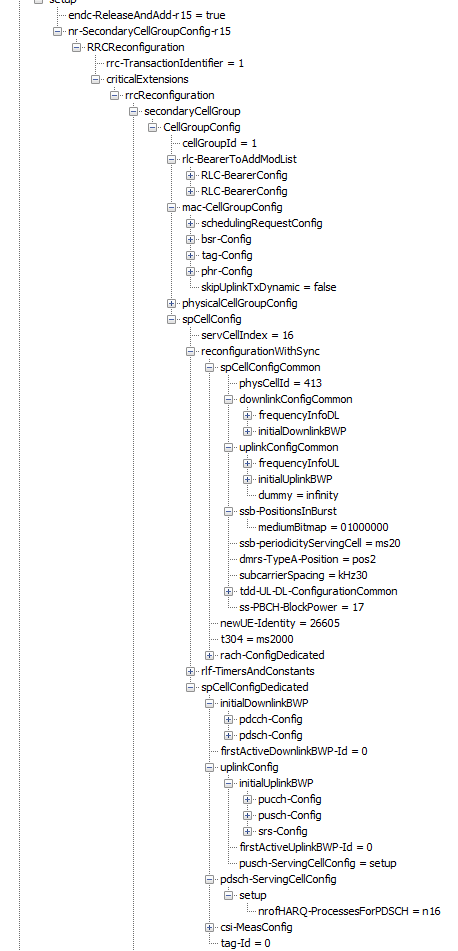 setup
endc-ReleaseAndAdd-r15 = true
nr-SecondaryCellGroupConfig-r15
RRCReconfiguration
rrc-TransactionIdentifier = 1
criticalExtensions
rrcReconfiguration
secondaryCellGroup
CellGroupConfig
cellGroupId = 1
rlc-BearerToAddModList
RLC-BearerConfig
RLC-BearerConfig
mac-CellGroupConfig
schedulingRequestConfig
bsr-Config
tag-Config
phr-Config
skipUplinkTxDynamic = false
physicalCellGroupConfig
spCellConfig
servCellIndex = 16
reconfigurationWithSync
spCellConfigCommon
physCellId = 413
downlinkConfigCommon
frequencyInfoDL
initialDownlinkBWP
uplinkConfigCommon
frequencyInfoUL
initialUplinkBWP
dummy = infinity
ssb-PositionsInBurst
mediumBitmap = 01000000
ssb-periodicityServingCell = ms20
dmrs-TypeA-Position = pos2
subcarrierSpacing = kHz30
tdd-UL-DL-ConfigurationCommon
ss-PBCH-BlockPower = 17
newUE-Identity = 26605
t304 = ms2000
rach-ConfigDedicated
rlf-TimersAndConstants
spCellConfigDedicated
initialDownlinkBWP
pdcch-Config
pdsch-Config
firstActiveDownlinkBWP-Id = 0
uplinkConfig
initialUplinkBWP
pucch-Config
pusch-Config
srs-Config
firstActiveUplinkBWP-Id = 0
pusch-ServingCellConfig = setup
pdsch-ServingCellConfig
setup
nrofHARQ-ProcessesForPDSCH = n16
csi-MeasConfig
tag-Id = 0